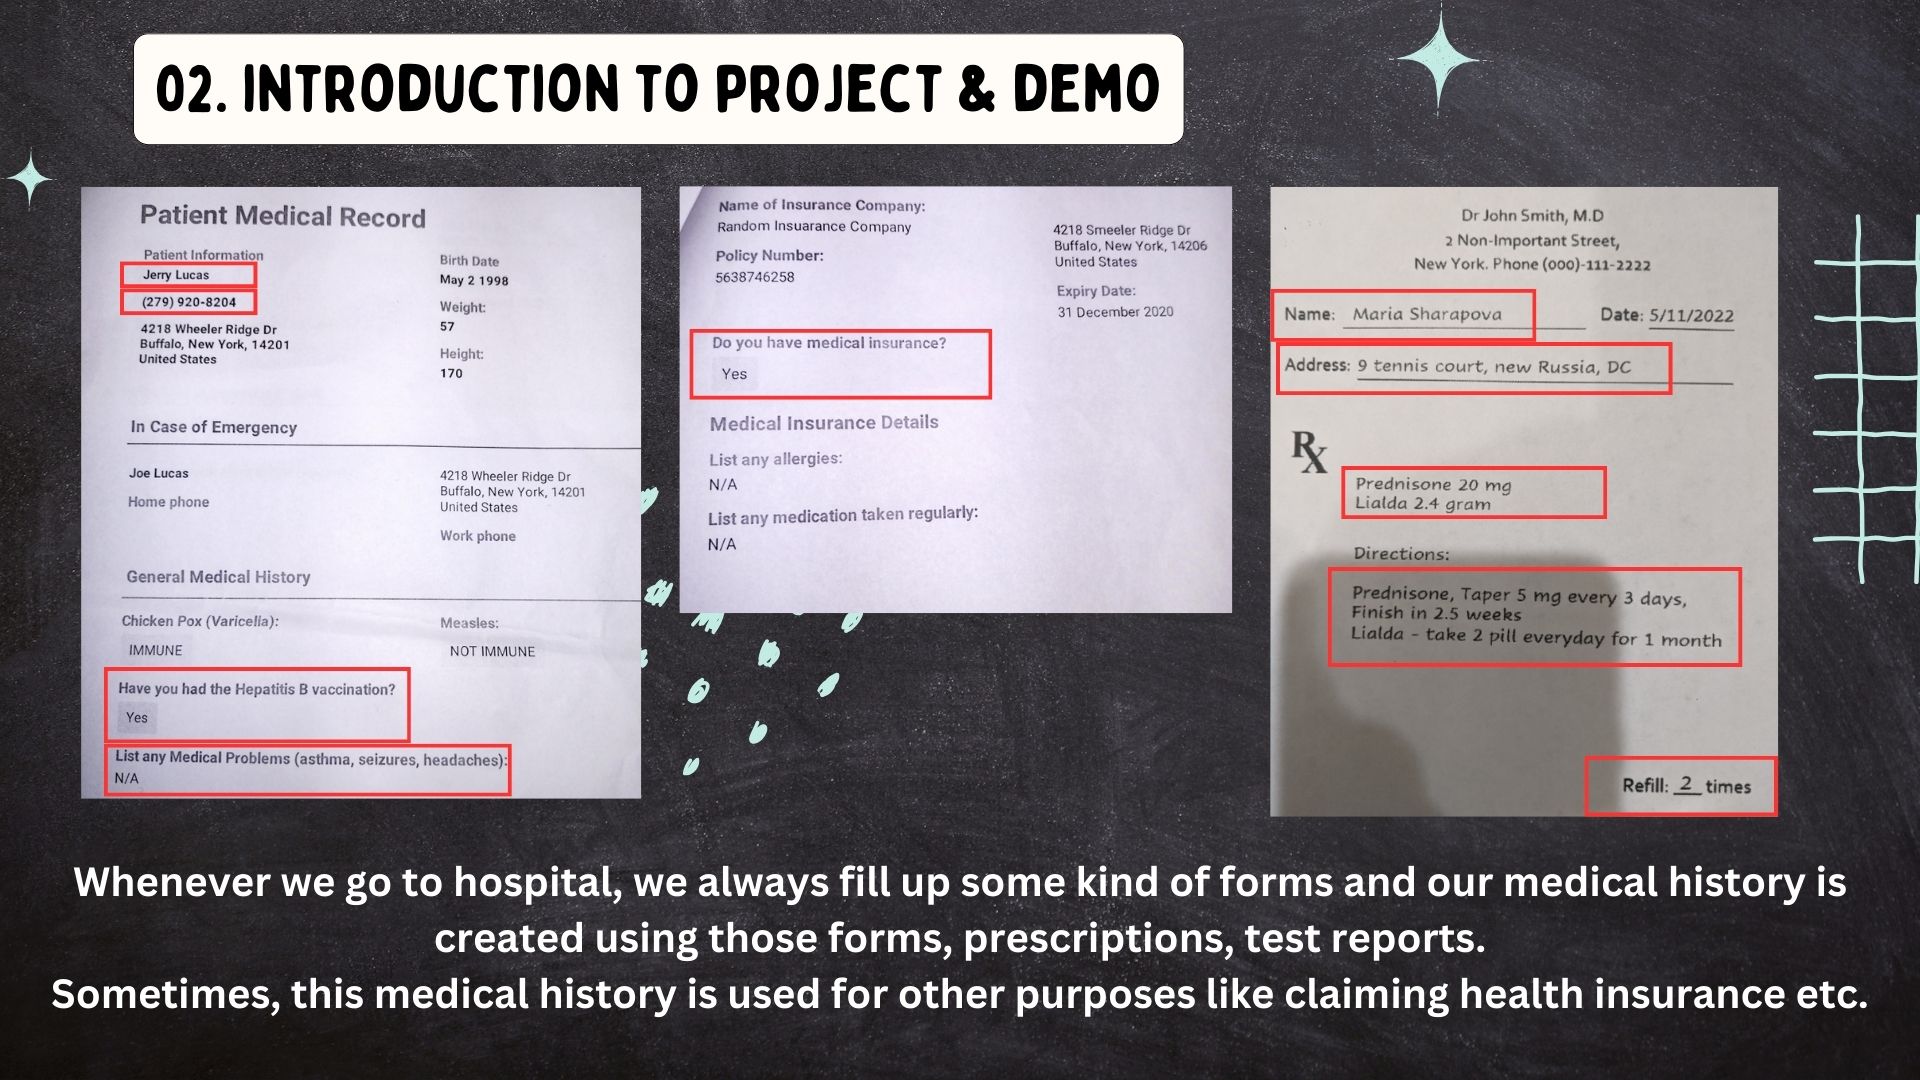 02. INTRODUCTION TO PROJECT & DEMO
Patient Medical Record
Patient Information
Jerry Lucas
(279) 920-8204
4218 Wheeler Ridge Dr
Buffalo, New York, 14201
United States
Birth Date
May 2 1998
Weight:
57
Height:
170
In Case of Emergency
Joe Lucas
Home phone
4218 Wheeler Ridge Dr
Buffalo, New York, 14201
United States
Work phone
General Medical History
Chicken Pox (Varicella):
IMMUNE
Measles:
NOT IMMUNE
Have you had the Hepatitis B vaccination?
Yes
List any Medical Problems (asthma, seizures, headaches):
N/A
Name of Insurance Company:
Random Insuarance Company
Policy Number:
5638746258
4218 Smeeler Ridge Dr
Buffalo, New York, 14206
United States
Expiry Date:
31 December 2020
Do you have medical insurance?
Yes
Medical Insurance Details
List any allergies:
N/A
List any medication taken regularly:
N/A
Dr John Smith, M.D
2 Non-Important Street,
New York. Phone (000)-111-2222
Name: Maria Sharapova Date: 5/11/2022
Address: 9 tennis court, new Russia, DC
Rx
Prednisone 20 mg
Lialda 2.4 gram
Directions:
Prednisone, Taper 5 mg every 3 days,
Finish in 2.5 weeks
Lialda - take 2 pill everyday for 1 month
Refill: 2 times
Whenever we go to hospital, we always fill up some kind of forms and our medical history is
created using those forms, prescriptions, test reports.
Sometimes, this medical history is used for other purposes like claiming health insurance etc.